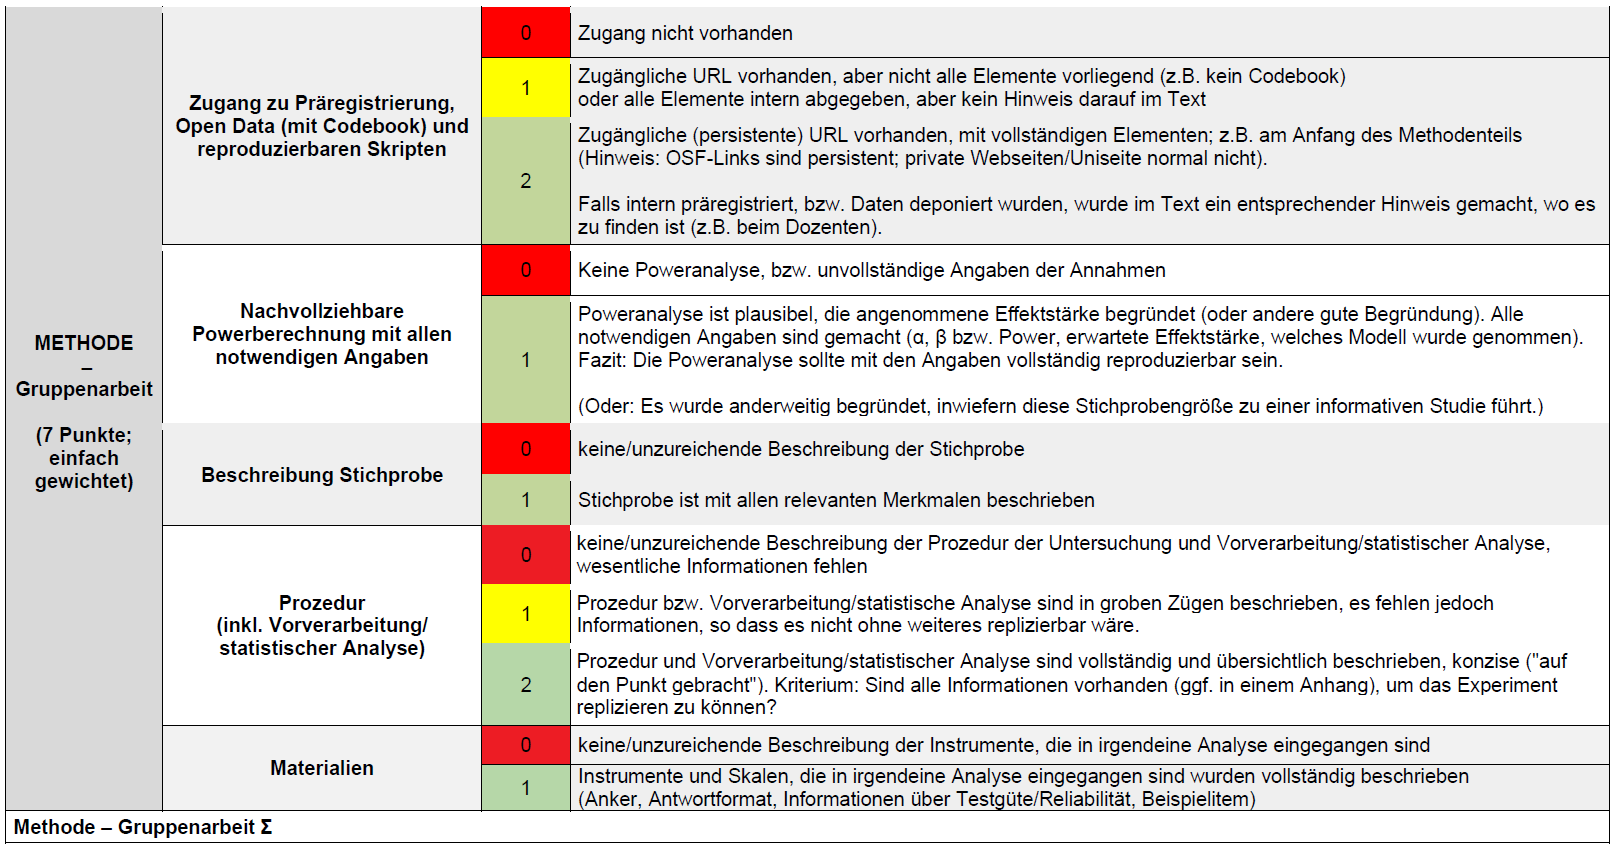 METHODE
–
Gruppenarbeit
(7 Punkte;
einfach
gewichtet)
Zugang zu Präregistrierung,
Open Data (mit Codebook) und
reproduzierbaren Skripten
0
Zugang nicht vorhanden
1
Zugängliche URL vorhanden, aber nicht alle Elemente vorliegend (z.B. kein Codebook)
oder alle Elemente intern abgegeben, aber kein Hinweis darauf im Text
2
Zugängliche (persistente) URL vorhanden, mit vollständigen Elementen; z.B. am Anfang des Methodenteils
(Hinweis: OSF-Links sind persistent; private Webseiten/Uniseite normal nicht).
Falls intern präregistriert, bzw. Daten deponiert wurden, wurde im Text ein entsprechender Hinweis gemacht, wo es
zu finden ist (z.B. beim Dozenten).
Nachvollziehbare
Powerberechnung mit allen
notwendigen Angaben
0
Keine Poweranalyse, bzw. unvollständige Angaben der Annahmen
1
Poweranalyse ist plausibel, die angenommene Effektstärke begründet (oder andere gute Begründung). Alle
notwendigen Angaben sind gemacht (α, β bzw. Power, erwartete Effektstärke, welches Modell wurde genommen).
Fazit: Die Poweranalyse sollte mit den Angaben vollständig reproduzierbar sein.
(Oder: Es wurde anderweitig begründet, inwiefern diese Stichprobengröße zu einer informativen Studie führt.)
Beschreibung Stichprobe
0
keine/unzureichende Beschreibung der Stichprobe
1
Stichprobe ist mit allen relevanten Merkmalen beschrieben
Prozedur
(inkl. Vorverarbeitung/
statistischer Analyse)
0
keine/unzureichende Beschreibung der Prozedur der Untersuchung und Vorverarbeitung/statistischer Analyse,
wesentliche Informationen fehlen
1
Prozedur bzw. Vorverarbeitung/statistische Analyse sind in groben Zügen beschrieben, es fehlen jedoch
Informationen, so dass es nicht ohne weiteres replizierbar wäre.
2
Prozedur und Vorverarbeitung/statistischer Analyse sind vollständig und übersichtlich beschrieben, konzise ("auf
den Punkt gebracht"). Kriterium: Sind alle Informationen vorhanden (ggf. in einem Anhang), um das Experiment
replizieren zu können?
Materialien
0
keine/unzureichende Beschreibung der Instrumente, die in irgendeine Analyse eingegangen sind
1
Instrumente und Skalen, die in irgendeine Analyse eingegangen sind wurden vollständig beschrieben
(Anker, Antwortformat, Informationen über Testgüte/Reliabilität, Beispielitem)
Methode – Gruppenarbeit Σ